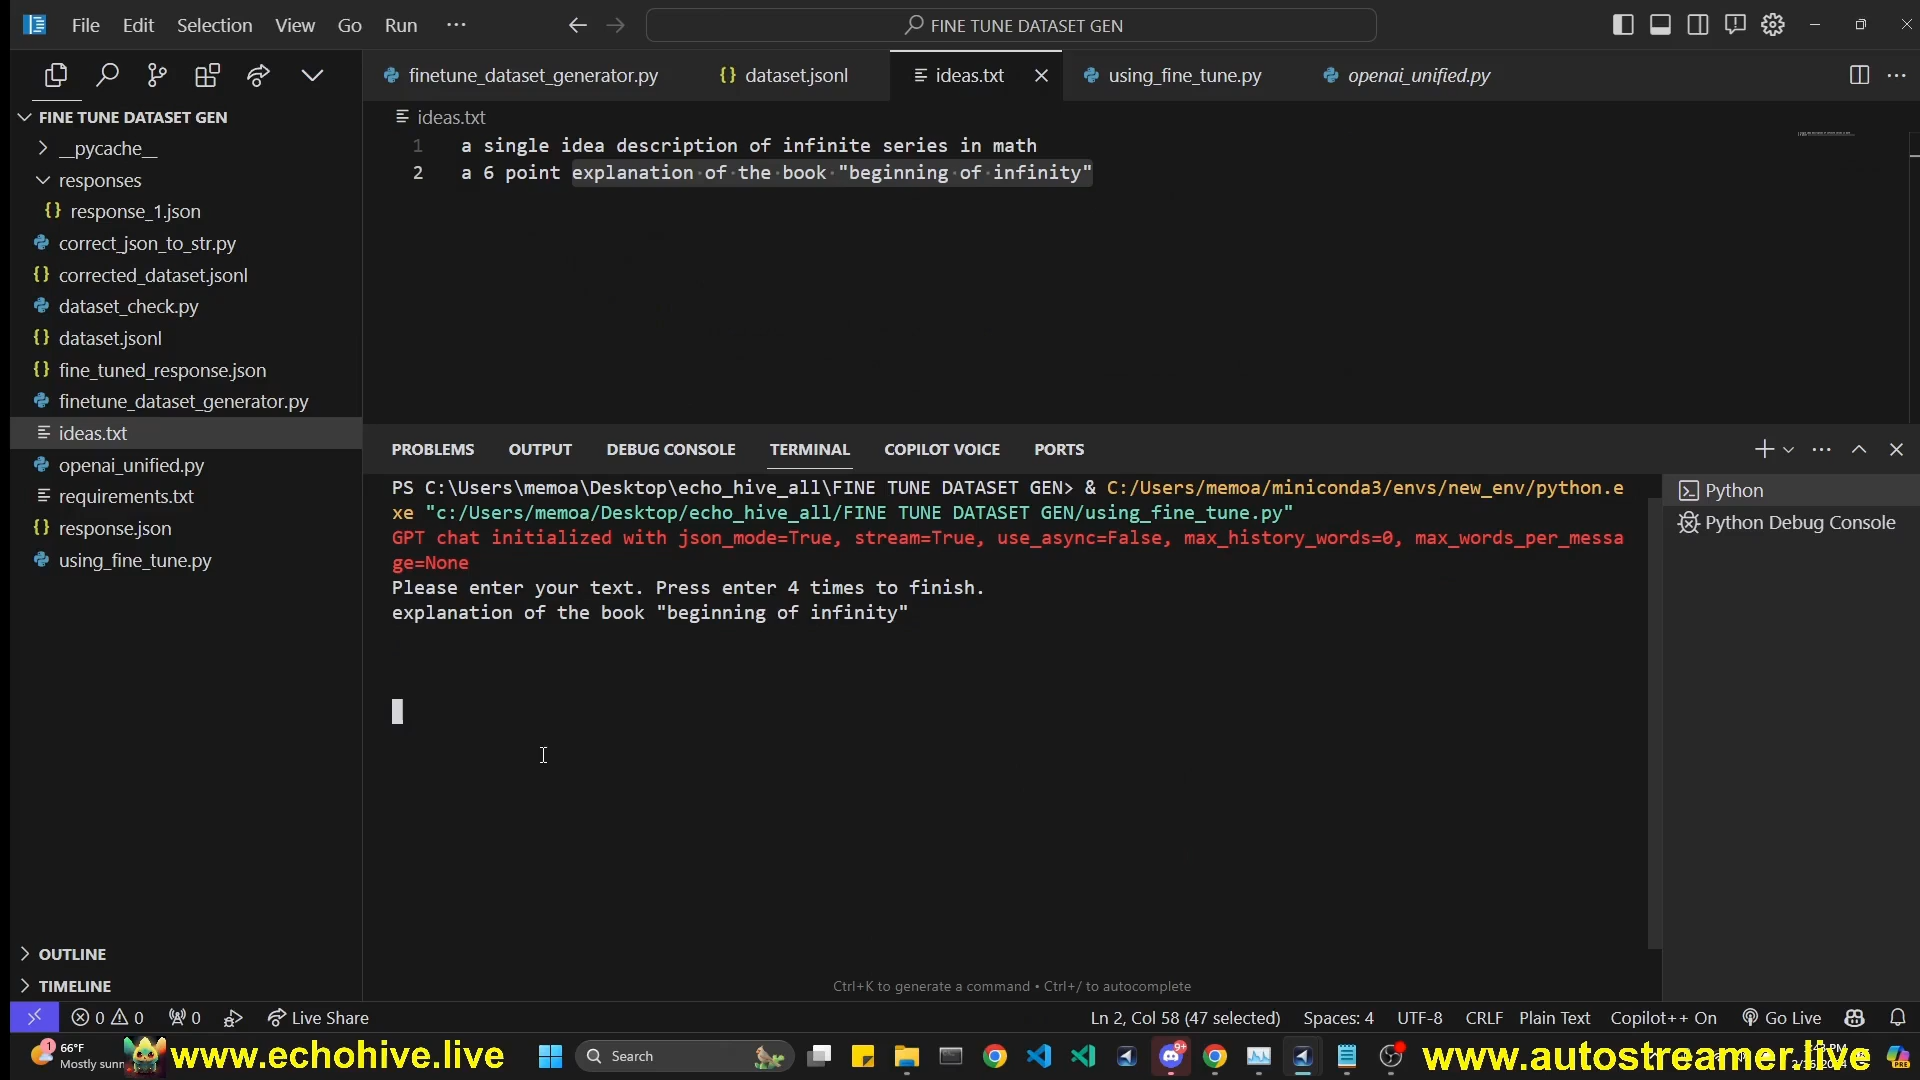 File Edit Selection View Go Run ··· FINE TUNE DATASET GEN
finetune_dataset_generator.py {} dataset.jsonl ideas.txt using_fine_tune.py openai_unified.py
FINE TUNE DATASET GEN
__pycache__
responses
{} response_1.json
correct_json_to_str.py
{} corrected_dataset.jsonl
dataset_check.py
{} dataset.jsonl
{} fine_tuned_response.json
finetune_dataset_generator.py
ideas.txt
openai_unified.py
requirements.txt
{} response.json
using_fine_tune.py
OUTLINE
TIMELINE
ideas.txt
1 a single idea description of infinite series in math
2 a 6 point explanation of the book "beginning of infinity"
PROBLEMS OUTPUT DEBUG CONSOLE TERMINAL COPILOT VOICE PORTS
PS C:\Users\memoa\Desktop\echo_hive_all\FINE TUNE DATASET GEN> & C:/Users/memoa/miniconda3/envs/new_env/python.e
xe "c:/Users/memoa/Desktop/echo_hive_all/FINE TUNE DATASET GEN/using_fine_tune.py"
GPT chat initialized with json_mode=True, stream=True, use_async=False, max_history_words=0, max_words_per_messa
ge=None
Please enter your text. Press enter 4 times to finish.
explanation of the book "beginning of infinity"
Python
Python Debug Console
Ctrl+K to generate a command • Ctrl+/ to autocomplete
0 0 0 Live Share Ln 2, Col 58 (47 selected) Spaces: 4 UTF-8 CRLF Plain Text Copilot++ On Go Live
1 66°F
Mostly sunn
www.echohive.live
Search
9+
www.autostreamer.live
PRE